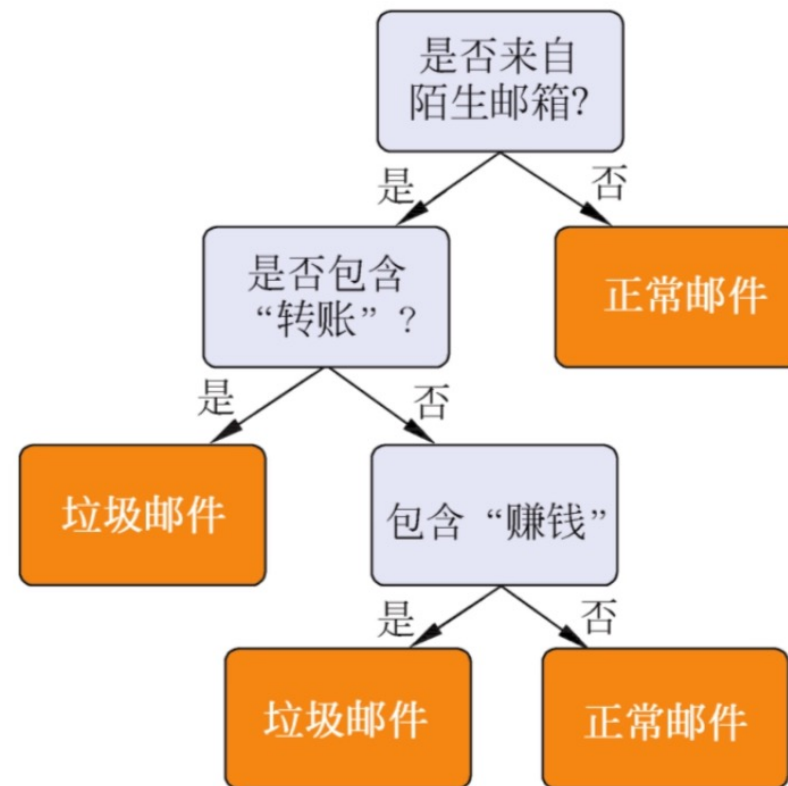 是否来自
陌生邮箱?
是
否
是否包含
“转账”?
正常邮件
是
否
垃圾邮件
包含“赚钱”
是
否
垃圾邮件
正常邮件